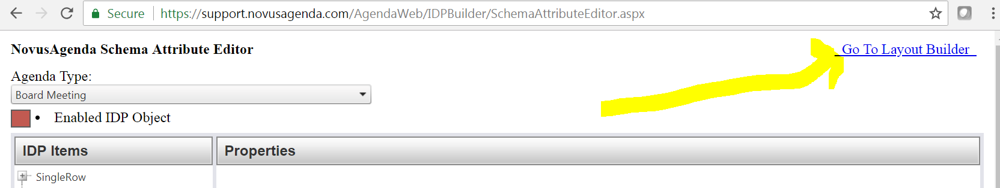 Secure https://support.novusagenda.com/AgendaWeb/IDPBuilder/SchemaAttributeEditor.aspx
NovusAgenda Schema Attribute Editor
Go To Layout Builder
Agenda Type:
Board Meeting
• Enabled IDP Object
IDP Items
Properties
SingleRow